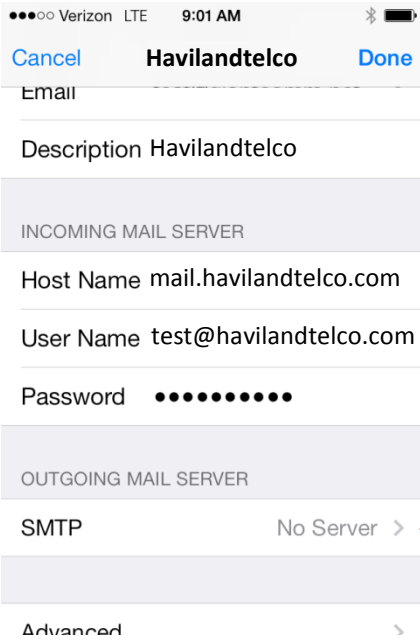 Verizon LTE 9:01 AM
Cancel Havilandtelco Done
Email
Description Havilandtelco
INCOMING MAIL SERVER
Host Name mail.havilandtelco.com
User Name test@havilandtelco.com
Password ••••••••••
OUTGOING MAIL SERVER
SMTP No Server >
Advanced >